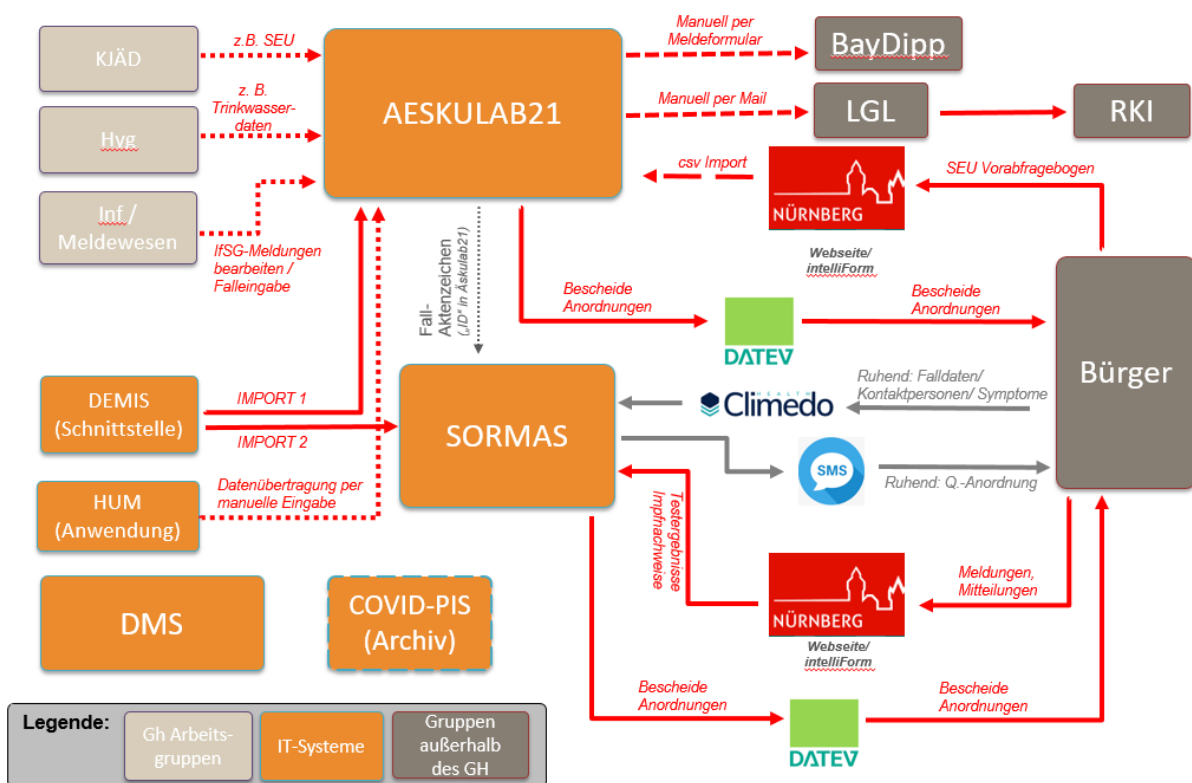 KJÄD
z.B. SEU
AESKULAB21
Manuell per
Meldeformular
BayDipp
Hyg
z. B.
Trinkwasser-
daten
Manuell per Mail
LGL
RKI
Inf /
Meldewesen
IfSG-Meldungen
bearbeiten /
Falleingabe
csv Import
NÜRNBERG
Webseite/
intelliForm
SEU Vorabfragebogen
Fall-
Aktenzeichen
(„ID" in Äskulab21)
Bescheide
Anordnungen
DATEV
Bescheide
Anordnungen
Bürger
DEMIS
(Schnittstelle)
IMPORT 1
IMPORT 2
SORMAS
HEALTH
Climedo
Ruhend: Falldaten/
Kontaktpersonen/ Symptome
SMS
Ruhend: Q.-Anordnung
HUM
(Anwendung)
Datenübertragung per
manuelle Eingabe
Testergebnisse
Impfnachweise
NÜRNBERG
Webseite/
intelliForm
Meldungen,
Mitteilungen
DMS
COVID-PIS
(Archiv)
Bescheide
Anordnungen
DATEV
Bescheide
Anordnungen
Legende:
Gh Arbeits-
gruppen
IT-Systeme
Gruppen
außerhalb
des GH